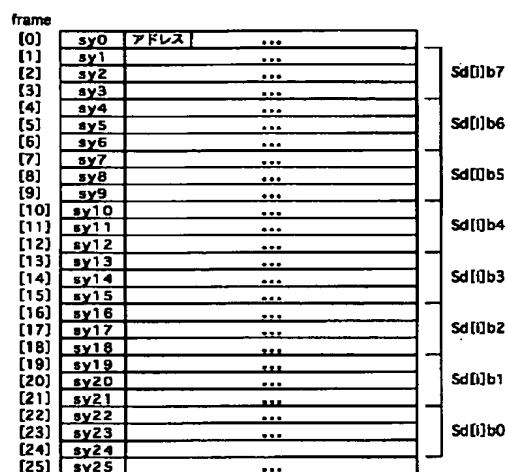 frame
[0] sy0 アドレス ...
[1] sy1 ...
[2] sy2 ... Sd[i]b7
[3] sy3 ...
[4] sy4 ...
[5] sy5 ... Sd[i]b6
[6] sy6 ...
[7] sy7 ...
[8] sy8 ... Sd[i]b5
[9] sy9 ...
[10] sy10 ...
[11] sy11 ... Sd[i]b4
[12] sy12 ...
[13] sy13 ...
[14] sy14 ... Sd[i]b3
[15] sy15 ...
[16] sy16 ...
[17] sy17 ... Sd[i]b2
[18] sy18 ...
[19] sy19 ...
[20] sy20 ... Sd[i]b1
[21] sy21 ...
[22] sy22 ...
[23] sy23 ... Sd[i]b0
[24] sy24 ...
[25] sy25 ...